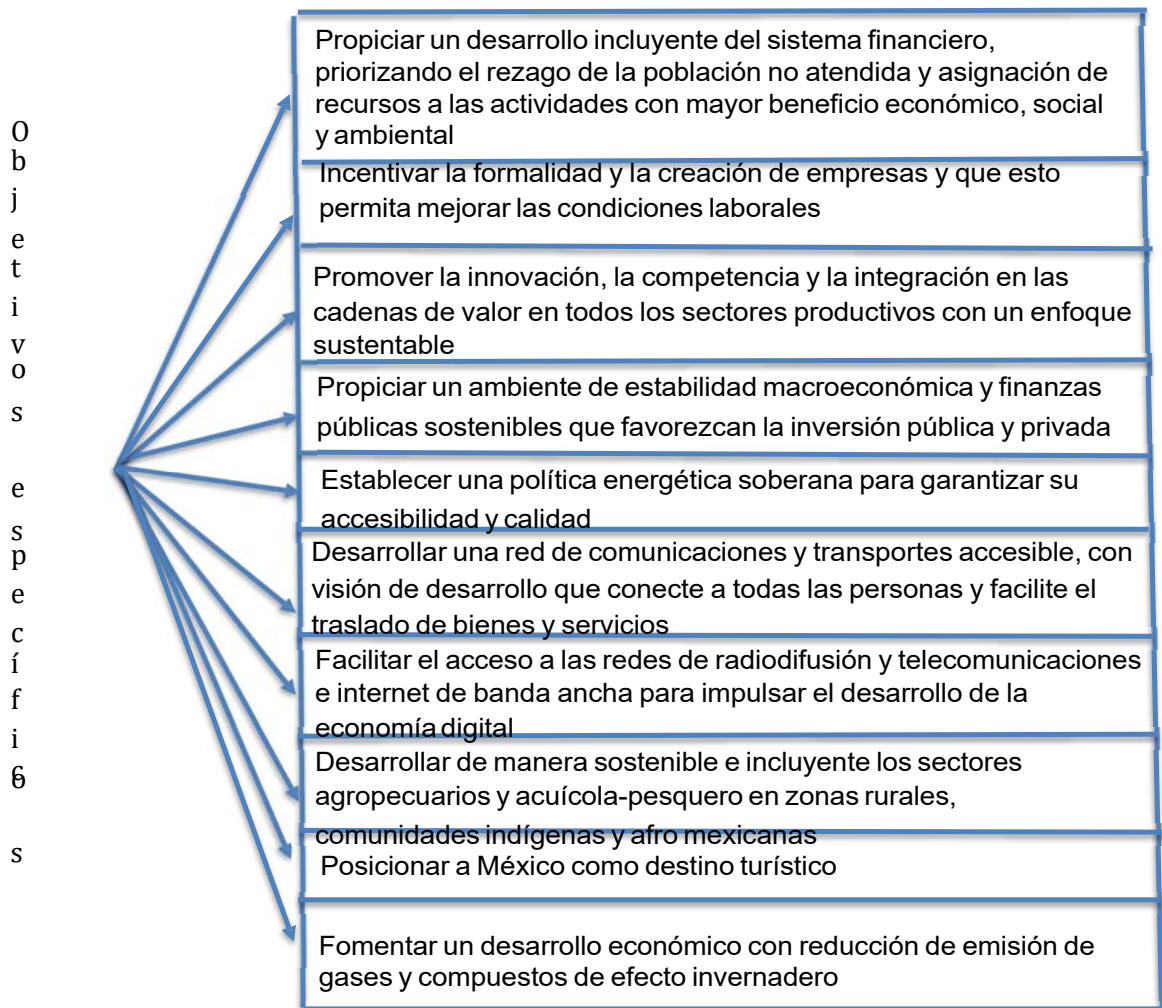 Objetivos específicos
Propiciar un desarrollo incluyente del sistema financiero,
priorizando el rezago de la población no atendida y asignación de
recursos a las actividades con mayor beneficio económico, social
y ambiental
Incentivar la formalidad y la creación de empresas y que esto
permita mejorar las condiciones laborales
Promover la innovación, la competencia y la integración en las
cadenas de valor en todos los sectores productivos con un enfoque
sustentable
Propiciar un ambiente de estabilidad macroeconómica y finanzas
públicas sostenibles que favorezcan la inversión pública y privada
Establecer una política energética soberana para garantizar su
accesibilidad y calidad
Desarrollar una red de comunicaciones y transportes accesible, con
visión de desarrollo que conecte a todas las personas y facilite el
traslado de bienes y servicios
Facilitar el acceso a las redes de radiodifusión y telecomunicaciones
e internet de banda ancha para impulsar el desarrollo de la
economía digital
Desarrollar de manera sostenible e incluyente los sectores
agropecuarios y acuícola-pesquero en zonas rurales,
comunidades indígenas y afro mexicanas
Posicionar a México como destino turístico
Fomentar un desarrollo económico con reducción de emisión de
gases y compuestos de efecto invernadero